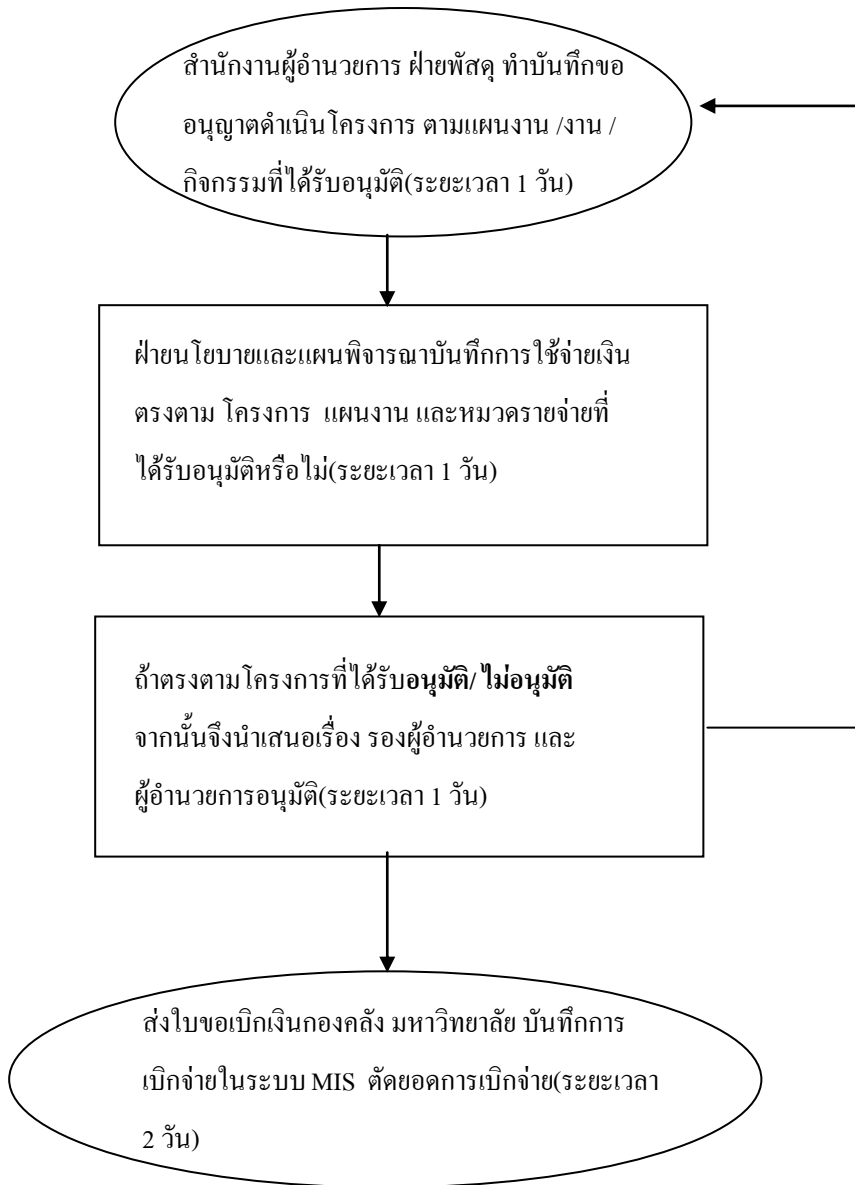 สำนักงานผู้อำนวยการ ฝ่ายพัสดุ ทำบันทึกขอ
อนุญาตดำเนินโครงการ ตามแผนงาน /งาน /
กิจกรรมที่ได้รับอนุมัติ(ระยะเวลา 1 วัน)
ฝ่ายนโยบายและแผนพิจารณาบันทึกการใช้จ่ายเงิน
ตรงตาม โครงการ แผนงาน และหมวดรายจ่ายที่
ได้รับอนุมัติหรือไม่(ระยะเวลา 1 วัน)
ถ้าตรงตามโครงการที่ได้รับอนุมัติ/ ไม่อนุมัติ
จากนั้นจึงนำเสนอเรื่อง รองผู้อำนวยการ และ
ผู้อำนวยการอนุมัติ(ระยะเวลา 1 วัน)
ส่งใบขอเบิกเงินกองคลัง มหาวิทยาลัย บันทึกการ
เบิกจ่ายในระบบ MIS ตัดยอดการเบิกจ่าย(ระยะเวลา
2 วัน)